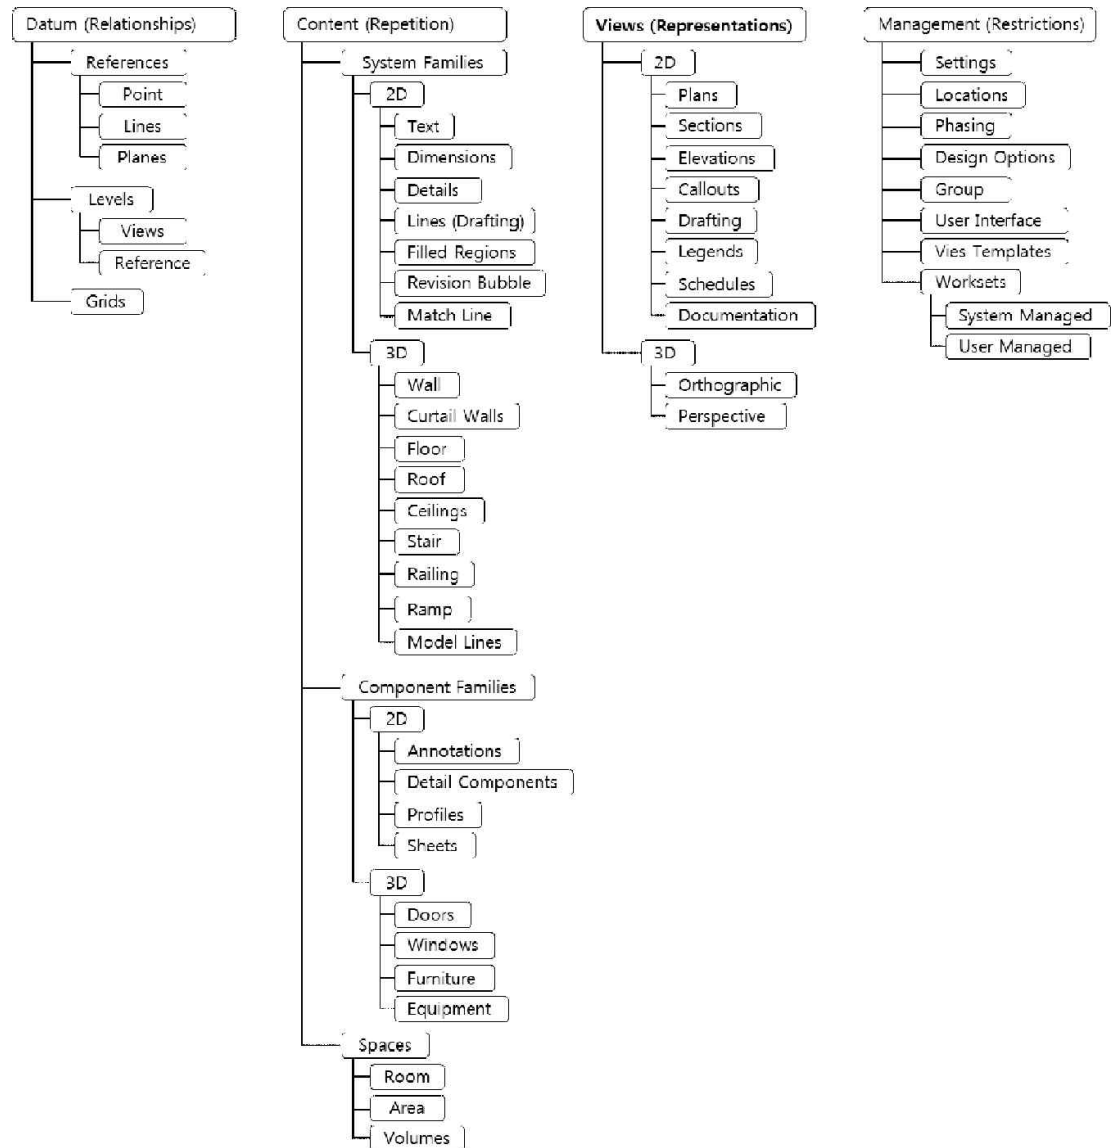 Datum (Relationships)
References
Point
Lines
Planes
Levels
Views
Reference
Grids
Content (Repetition)
System Families
2D
Text
Dimensions
Details
Lines (Drafting)
Filled Regions
Revision Bubble
Match Line
3D
Wall
Curtail Walls
Floor
Roof
Ceilings
Stair
Railing
Ramp
Model Lines
Component Families
2D
Annotations
Detail Components
Profiles
Sheets
3D
Doors
Windows
Furniture
Equipment
Spaces
Room
Area
Volumes
Views (Representations)
2D
Plans
Sections
Elevations
Callouts
Drafting
Legends
Schedules
Documentation
3D
Orthographic
Perspective
Management (Restrictions)
Settings
Locations
Phasing
Design Options
Group
User Interface
Vies Templates
Worksets
System Managed
User Managed